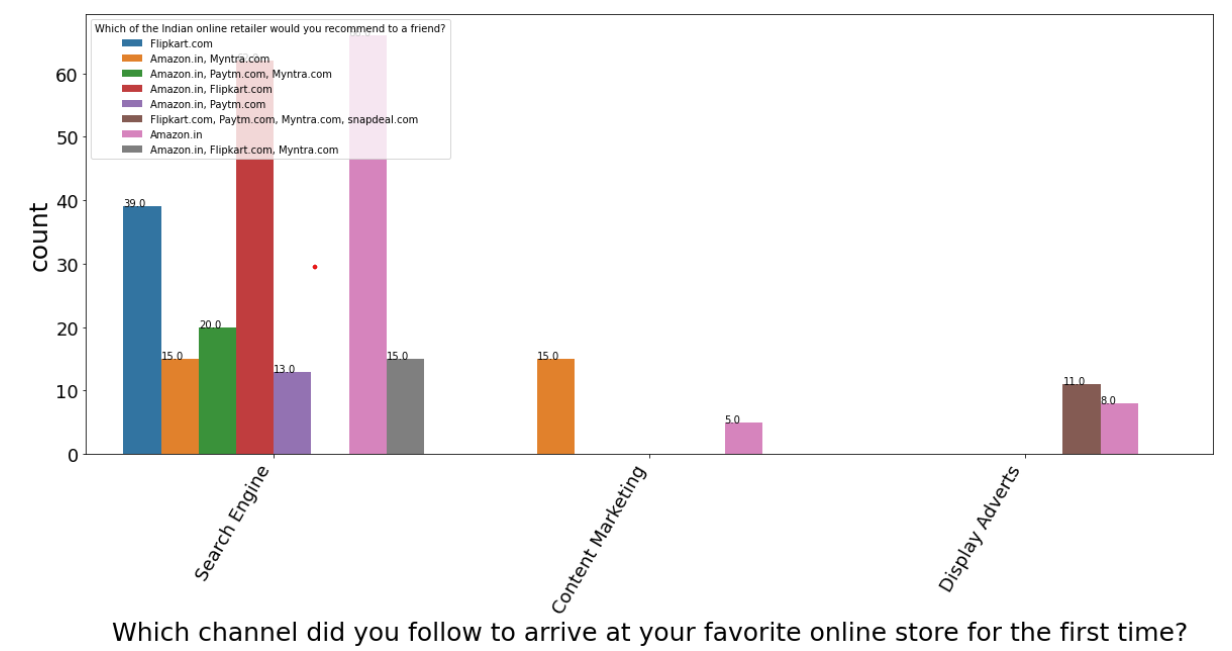 Which of the Indian online retailer would you recommend to a friend?
Flipkart.com
Amazon.in, Myntra.com
Amazon.in, Paytm.com, Myntra.com
Amazon.in, Flipkart.com
Amazon.in, Paytm.com
Flipkart.com, Paytm.com, Myntra.com, snapdeal.com
Amazon.in
Amazon.in, Flipkart.com, Myntra.com
60
50
40
30
20
10
0
count
39.0
15.0
20.0
13.0
15.0
15.0
5.0
11.0
8.0
Search Engine
Content Marketing
Display Adverts
Which channel did you follow to arrive at your favorite online store for the first time?